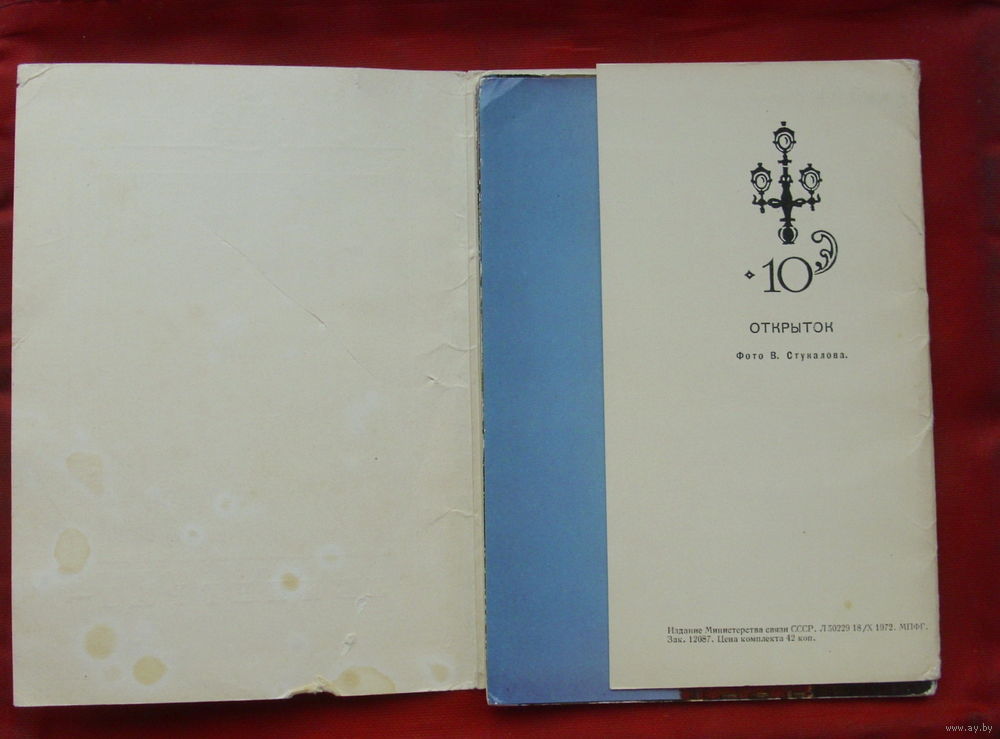 10
ОТКРЫТОК
Фото В. Стукалова.
Издание Министерства связи СССР. Л 50229 18/X 1972. МПФГ.
Зак. 12087. Цена комплекта 42 коп.
www.ay.by